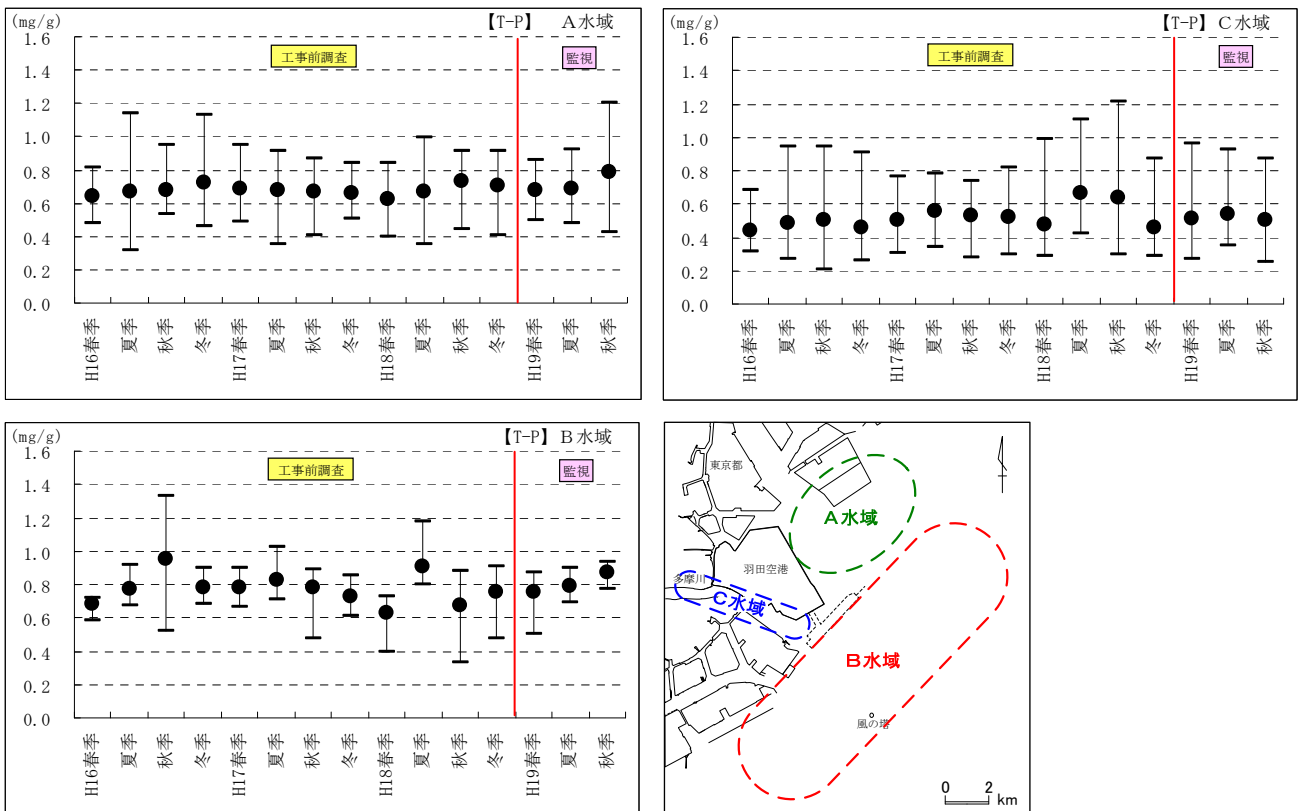 (mg/g)
【T-P】 A水域
工事前調査
監視
1.6
1.4
1.2
1.0
0.8
0.6
0.4
0.2
0.0
H16春季
夏季
秋季
冬季
H17春季
夏季
秋季
冬季
H18春季
夏季
秋季
冬季
H19春季
夏季
秋季
(mg/g)
【T-P】C水域
工事前調査
監視
1.6
1.4
1.2
1.0
0.8
0.6
0.4
0.2
0.0
H16春季
夏季
秋季
冬季
H17春季
夏季
秋季
冬季
H18春季
夏季
秋季
冬季
H19春季
夏季
秋季
(mg/g)
【T-P】B水域
工事前調査
監視
1.6
1.4
1.2
1.0
0.8
0.6
0.4
0.2
0.0
H16春季
夏季
秋季
冬季
H17春季
夏季
秋季
冬季
H18春季
夏季
秋季
冬季
H19春季
夏季
秋季
東京都
A水域
羽田空港
多摩川
C水域
B水域
風の塔
0 2
km